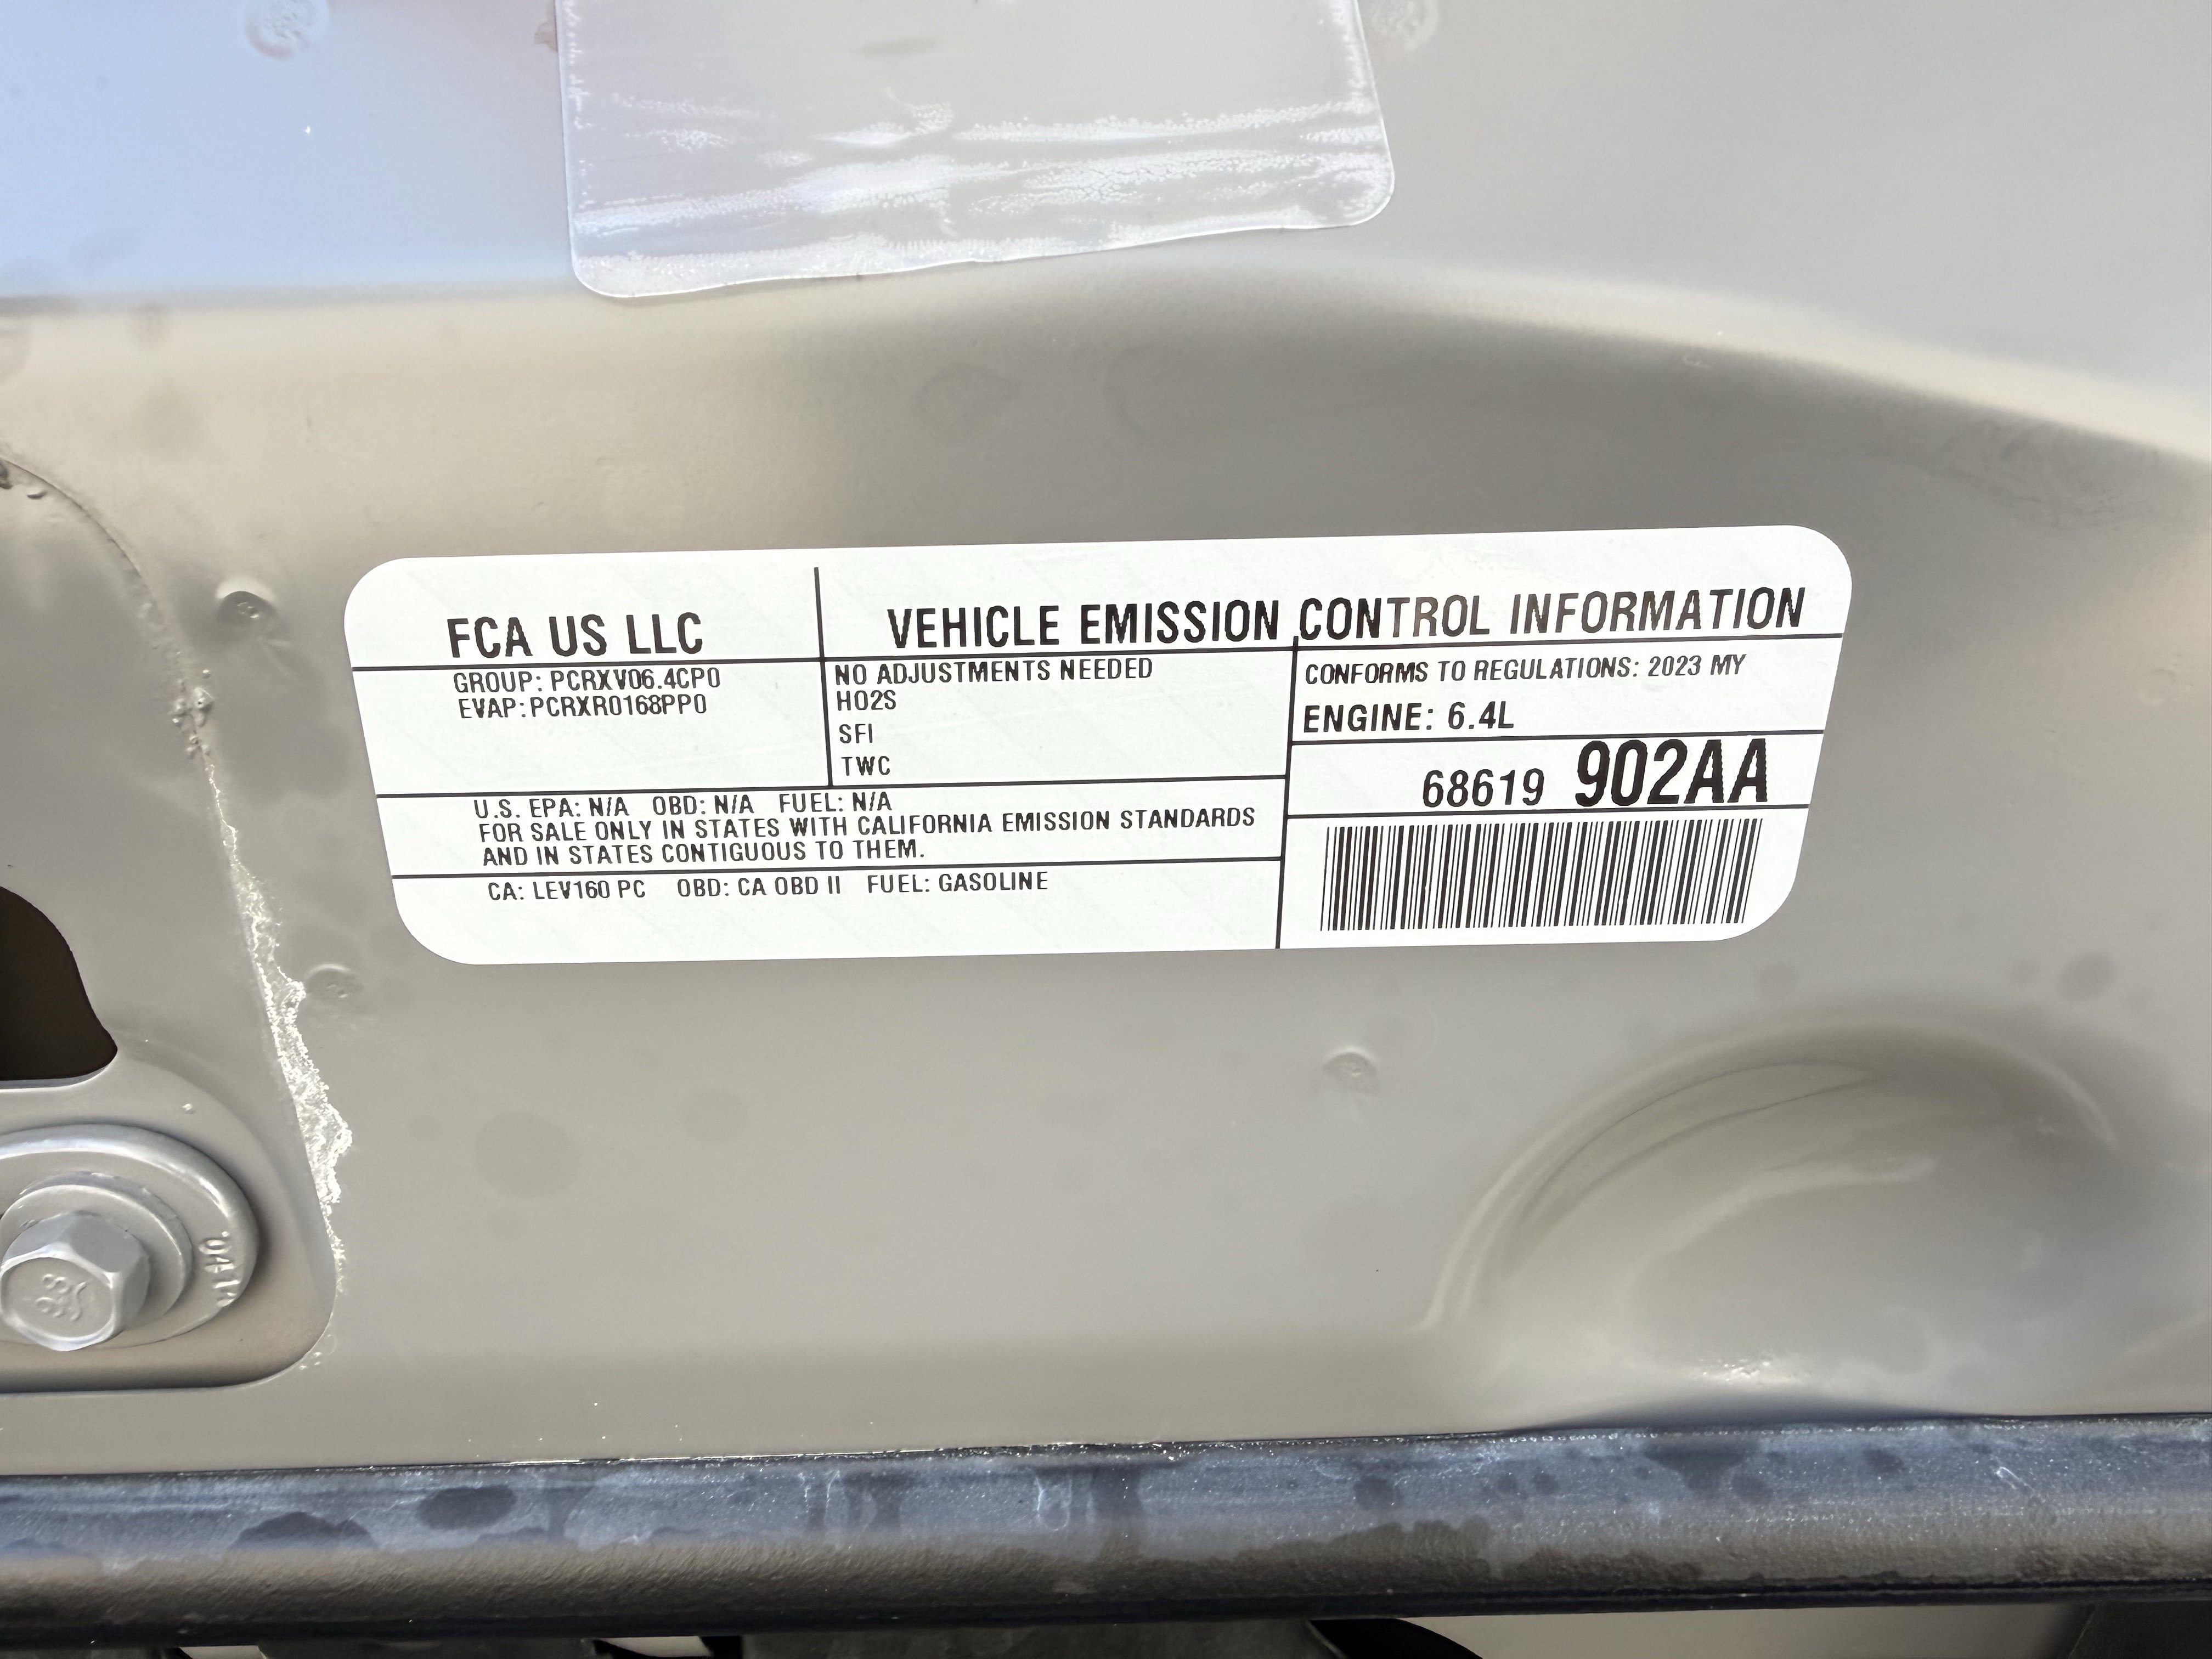 FCA US LLC
VEHICLE EMISSION CONTROL INFORMATION
GROUP: PCRXV06.4CP0
EVAP:PCRXR0168PP0
NO ADJUSTMENTS NEEDED
HO2S
SFI
TWC
CONFORMS TO REGULATIONS: 2023 MY
ENGINE: 6.4L
68619 902AA
U.S. EPA: N/A OBD: N/A FUEL: N/A
FOR SALE ONLY IN STATES WITH CALIFORNIA EMISSION STANDARDS
AND IN STATES CONTIGUOUS TO THEM.
CA: LEV160 PC OBD: CA OBD II FUEL: GASOLINE